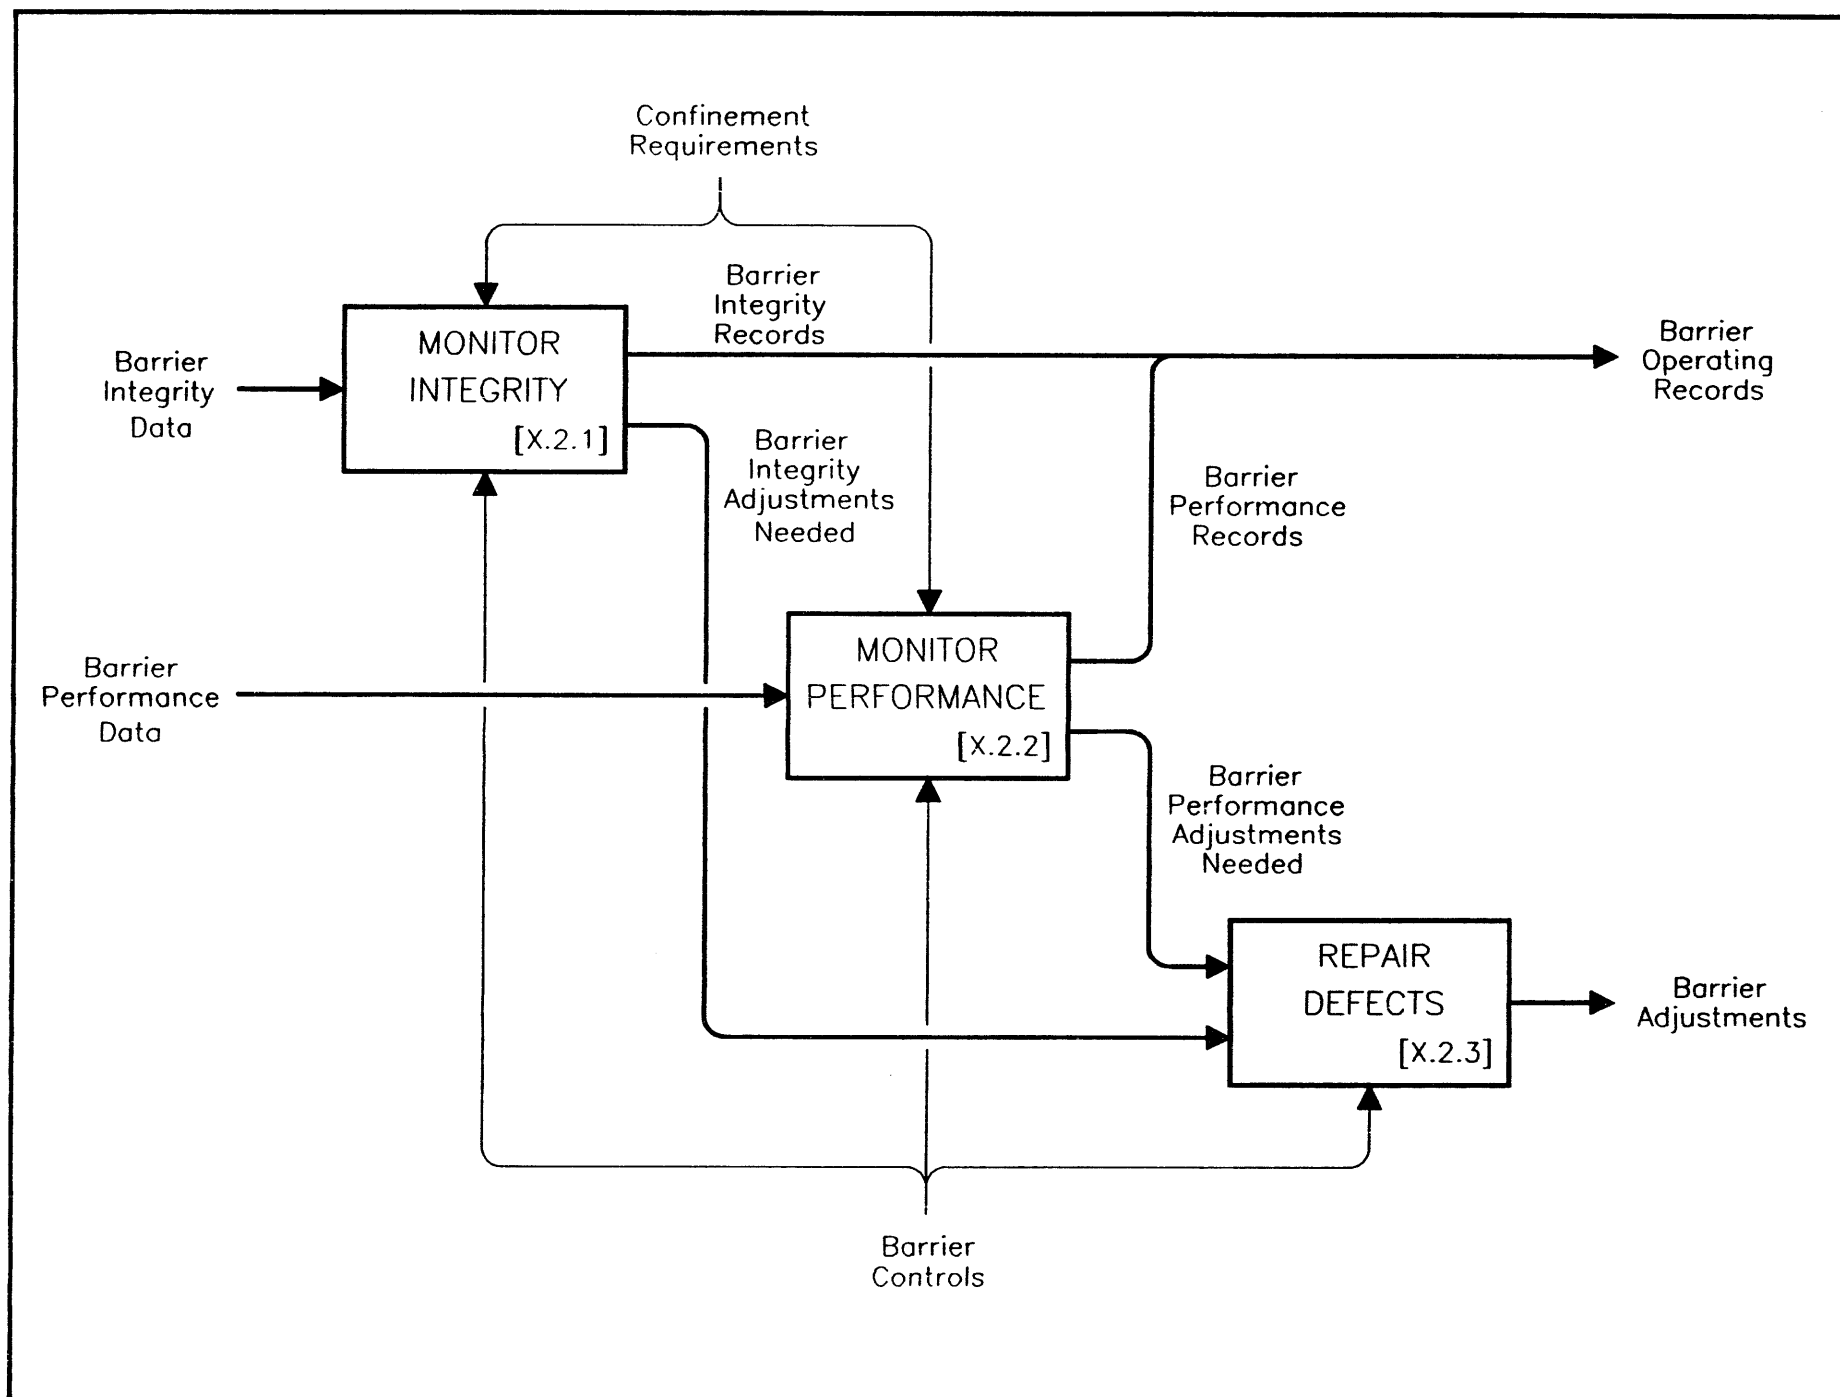 Confinement
Requirements
Barrier
Integrity
Records
MONITOR
INTEGRITY
[X.2.1]
Barrier
Integrity
Data
Barrier
Operating
Records
Barrier
Integrity
Adjustments
Needed
Barrier
Performance
Records
MONITOR
PERFORMANCE
[X.2.2]
Barrier
Performance
Data
Barrier
Performance
Adjustments
Needed
REPAIR
DEFECTS
[X.2.3]
Barrier
Adjustments
Barrier
Controls